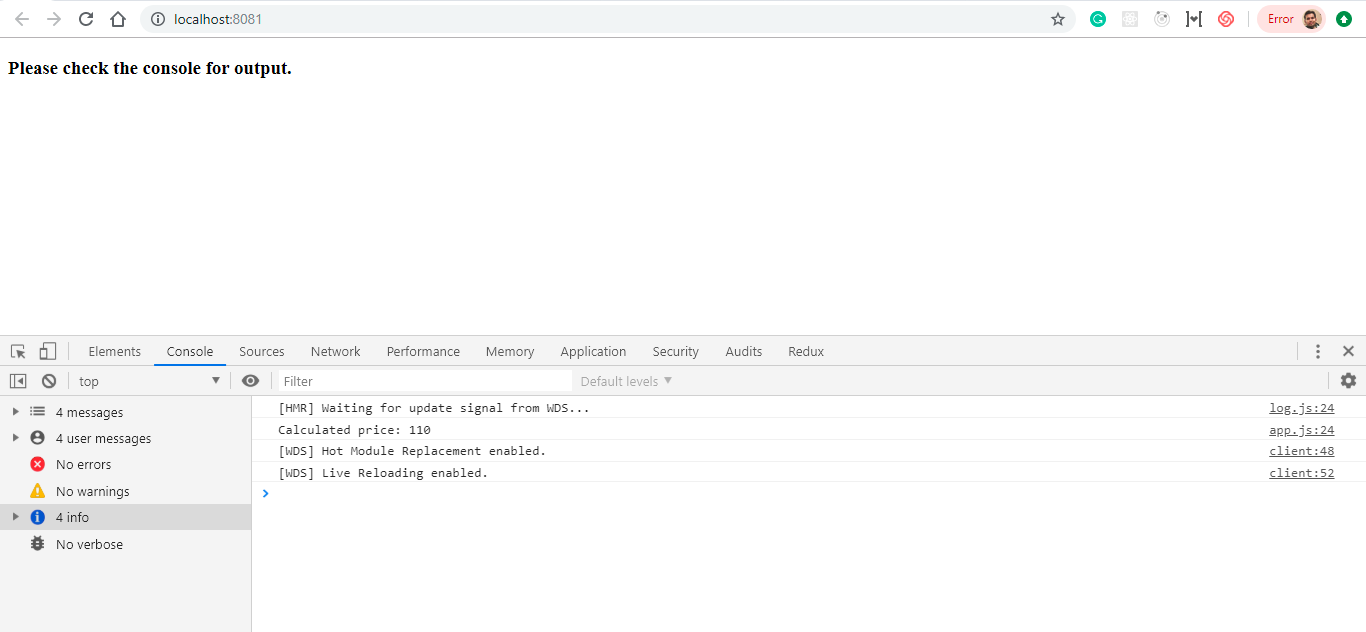 localhost:8081
Error
Please check the console for output.
Elements Console Sources Network Performance Memory Application Security Audits Redux
top Filter Default levels
4 messages
4 user messages
No errors
No warnings
4 info
No verbose
[HMR] Waiting for update signal from WDS... log.js:24
Calculated price: 110 app.js:24
[WDS] Hot Module Replacement enabled. client:48
[WDS] Live Reloading enabled. client:52